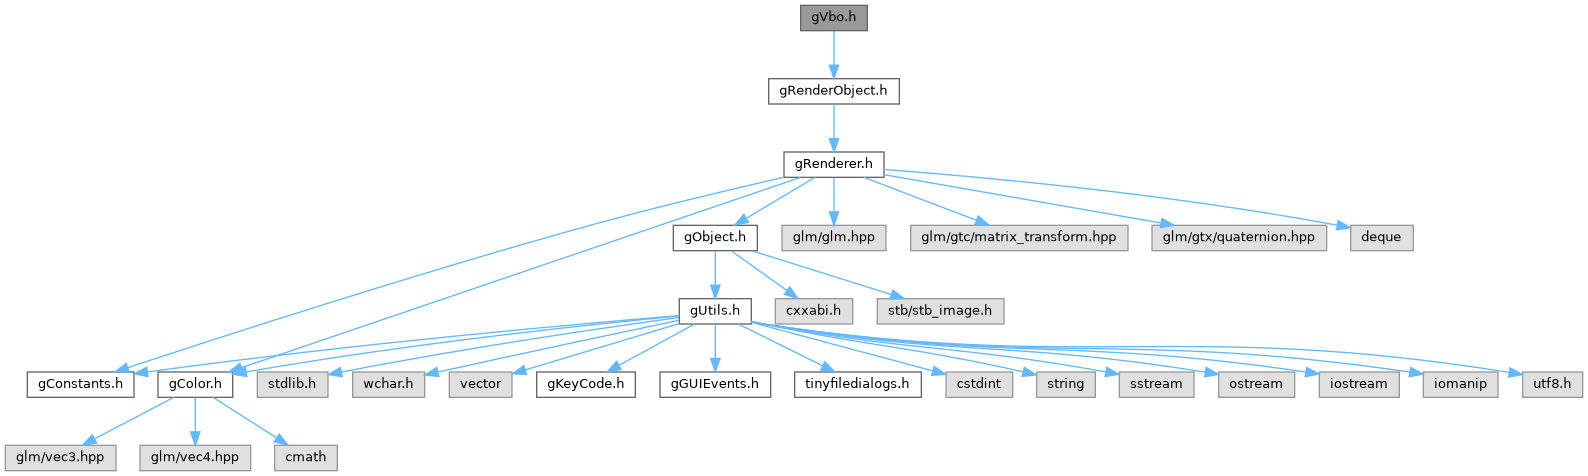 gVbo.h
gRenderObject.h
gRenderer.h
gObject.h
glm/glm.hpp
glm/gtc/matrix_transform.hpp
glm/gtx/quaternion.hpp
deque
gUtils.h
cxxabi.h
stb/stb_image.h
gConstants.h
gColor.h
stdlib.h
wchar.h
vector
gKeyCode.h
gGUIEvents.h
tinyfiledialogs.h
cstdint
string
sstream
ostream
iostream
iomanip
utf8.h
glm/vec3.hpp
glm/vec4.hpp
cmath